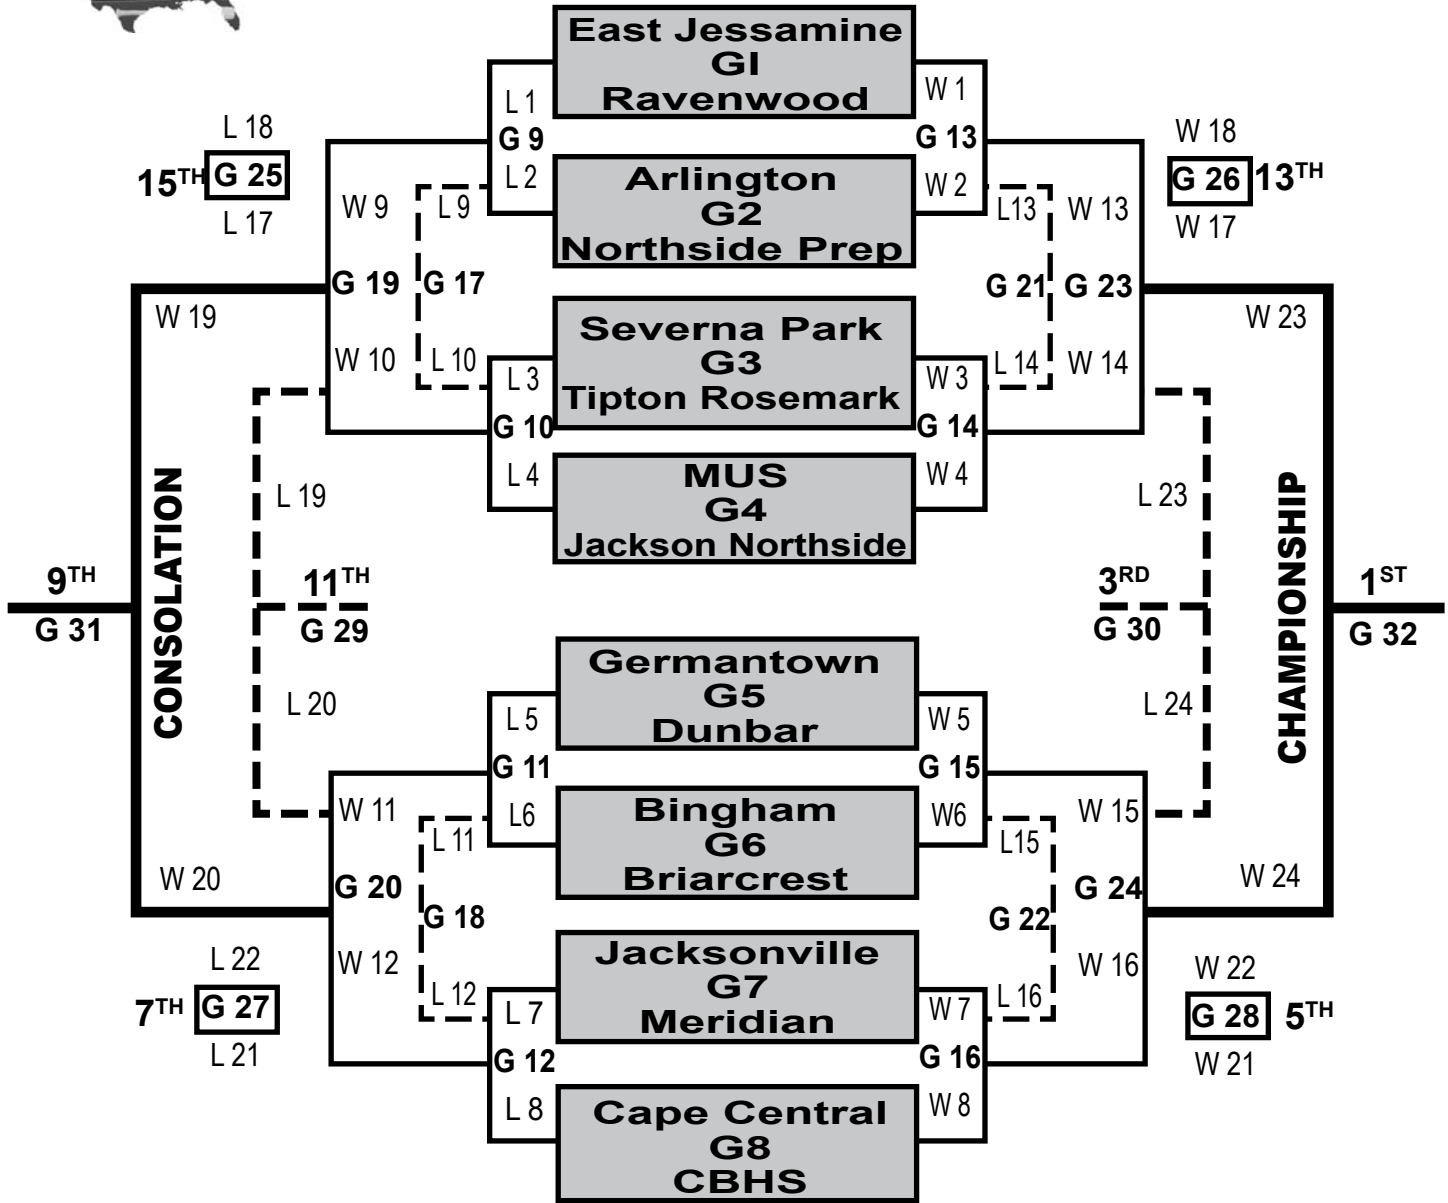 East Jessamine
GI
Ravenwood
L 1
G 9
L 2
W 1
G 13
W 2
L 18
15TH G 25
L 17
W 18
G 26 13TH
W 17
Arlington
G2
Northside Prep
W 9
L 9
L13
W 13
G 19
G 17
G 21
G 23
W 10
L 10
L 14
W 14
W 19
W 23
Severna Park
G3
Tipton Rosemark
L 3
G 10
L 4
W 3
G 14
W 4
MUS
G4
Jackson Northside
L 19
L 23
CONSOLATION
CHAMPIONSHIP
9TH
G 31
11TH
G 29
3RD
G 30
1ST
G 32
L 20
L 24
Germantown
G5
Dunbar
L 5
G 11
L6
W 5
G 15
W6
Bingham
G6
Briarcrest
W 11
L 11
L15
W 15
G 20
G 18
G 22
G 24
W 12
L 12
L 16
W 16
W 20
W 24
Jacksonville
G7
Meridian
L 7
G 12
L 8
W 7
G 16
W 8
L 22
7TH G 27
L 21
W 22
G 28 5TH
W 21
Cape Central
G8
CBHS